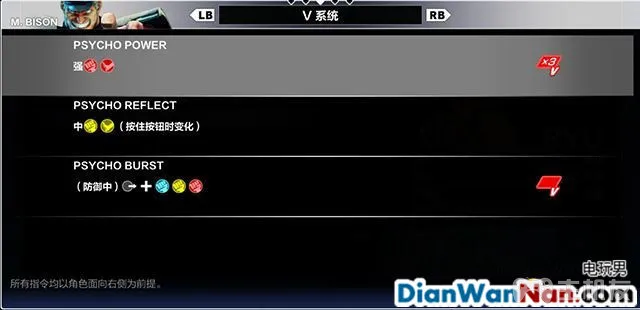 M. BISON
LB V 系统 RB
PSYCHO POWER
强 ×3 V
PSYCHO REFLECT
中 (按住按钮时变化)
PSYCHO BURST
(防御中) + V
所有指令均以角色面向右侧为前提。
电玩男
DianWanNan.com